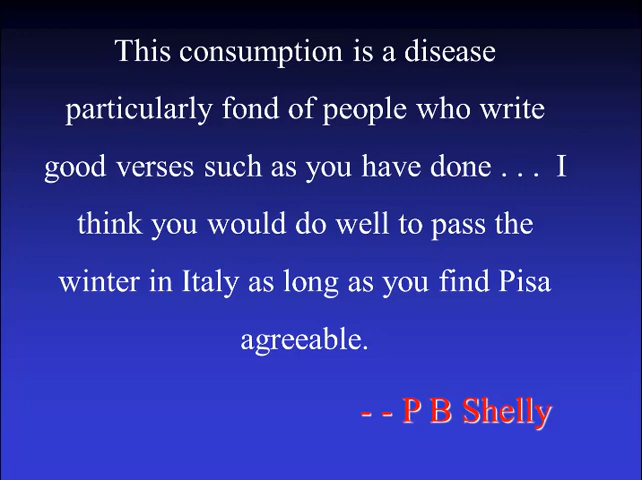 This consumption is a disease
particularly fond of people who write
good verses such as you have done . . .  I
think you would do well to pass the
winter in Italy as long as you find Pisa
agreeable.
- - P B Shelly